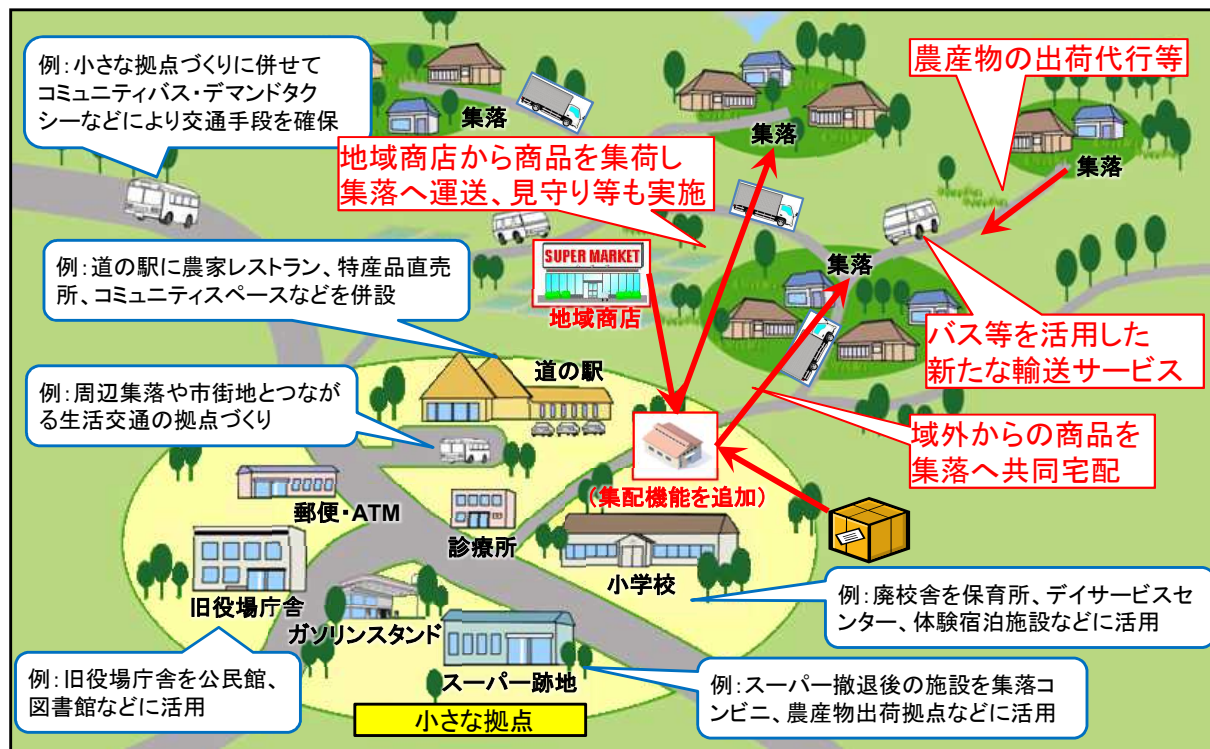 例：小さな拠点づくりに併せて
コミュニティバス・デマンドタク
シーなどにより交通手段を確保
農産物の出荷代行等
集落
集落
集落
地域商店から商品を集荷し
集落へ運送、見守り等も実施
例：道の駅に農家レストラン、特産品直売
所、コミュニティスペースなどを併設
SUPER MARKET
地域商店
集落
バス等を活用した
新たな輸送サービス
例：周辺集落や市街地とつなが
る生活交通の拠点づくり
道の駅
域外からの商品を
集落へ共同宅配
(集配機能を追加)
郵便・ATM
診療所
小学校
旧役場庁舎
ガソリンスタンド
例：廃校舎を保育所、デイサービスセ
ンター、体験宿泊施設などに活用
例：旧役場庁舎を公民館、
図書館などに活用
スーパー跡地
例：スーパー撤退後の施設を集落コ
ンビニ、農産物出荷拠点などに活用
小さな拠点